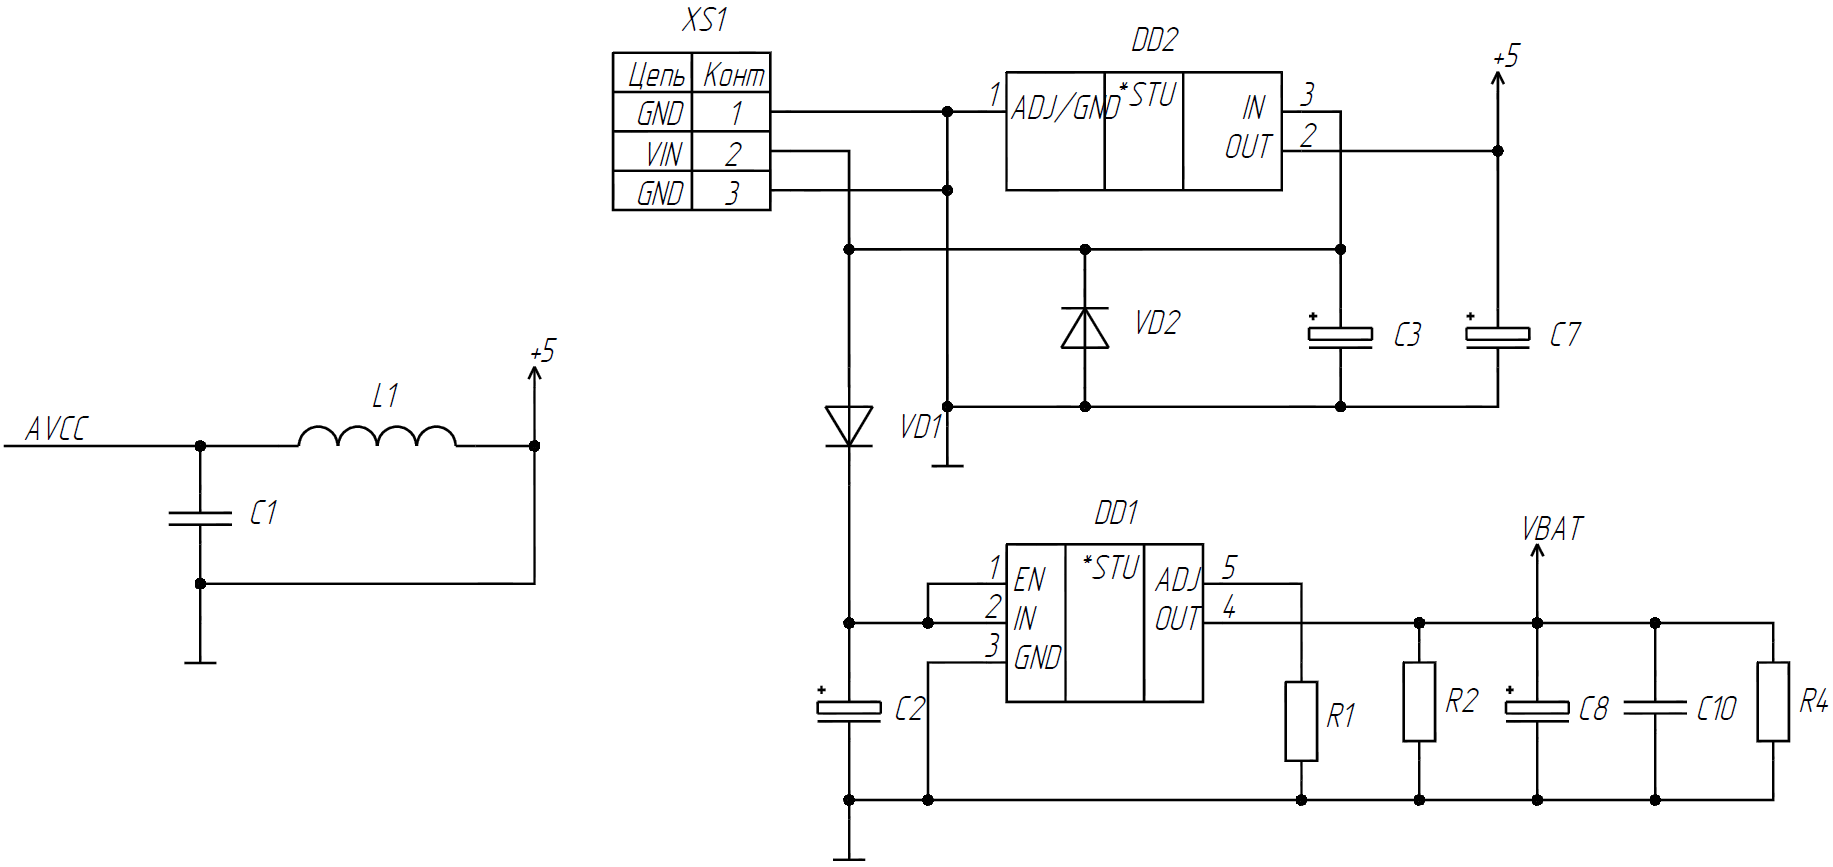 XS1
Цепь Конт
GND 1
VIN 2
GND 3
DD2
1 ADJ/GND *STU IN 3
OUT 2
+5
VD2
C3
C7
+5
L1
AVCC
C1
VD1
DD1
1 EN *STU ADJ 5
2 IN OUT 4
3 GND
VBAT
+ C2
R1
R2
+ C8
C10
R4